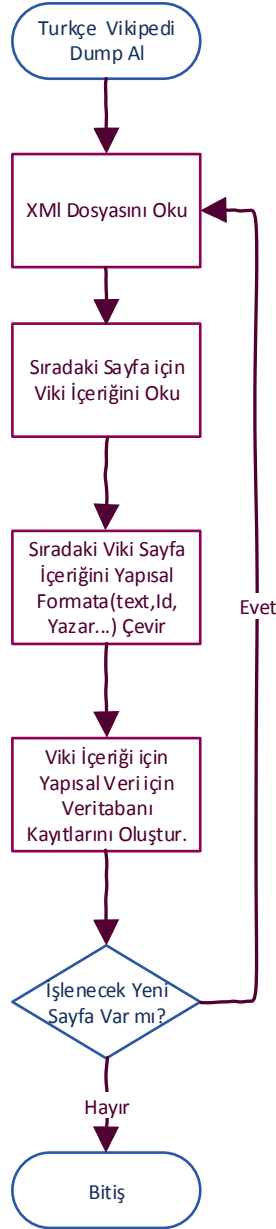 Turkçe Vikipedi
Dump Al
XMl Dosyasını Oku
Sıradaki Sayfa için
Viki İçeriğini Oku
Sıradaki Viki Sayfa
İçeriğini Yapısal
Formata(text,Id,
Yazar...) Çevir
Evet
Viki İçeriği için
Yapısal Veri için
Veritabanı
Kayıtlarını Oluştur.
İşlenecek Yeni
Sayfa Var mı?
Hayır
Bitiş